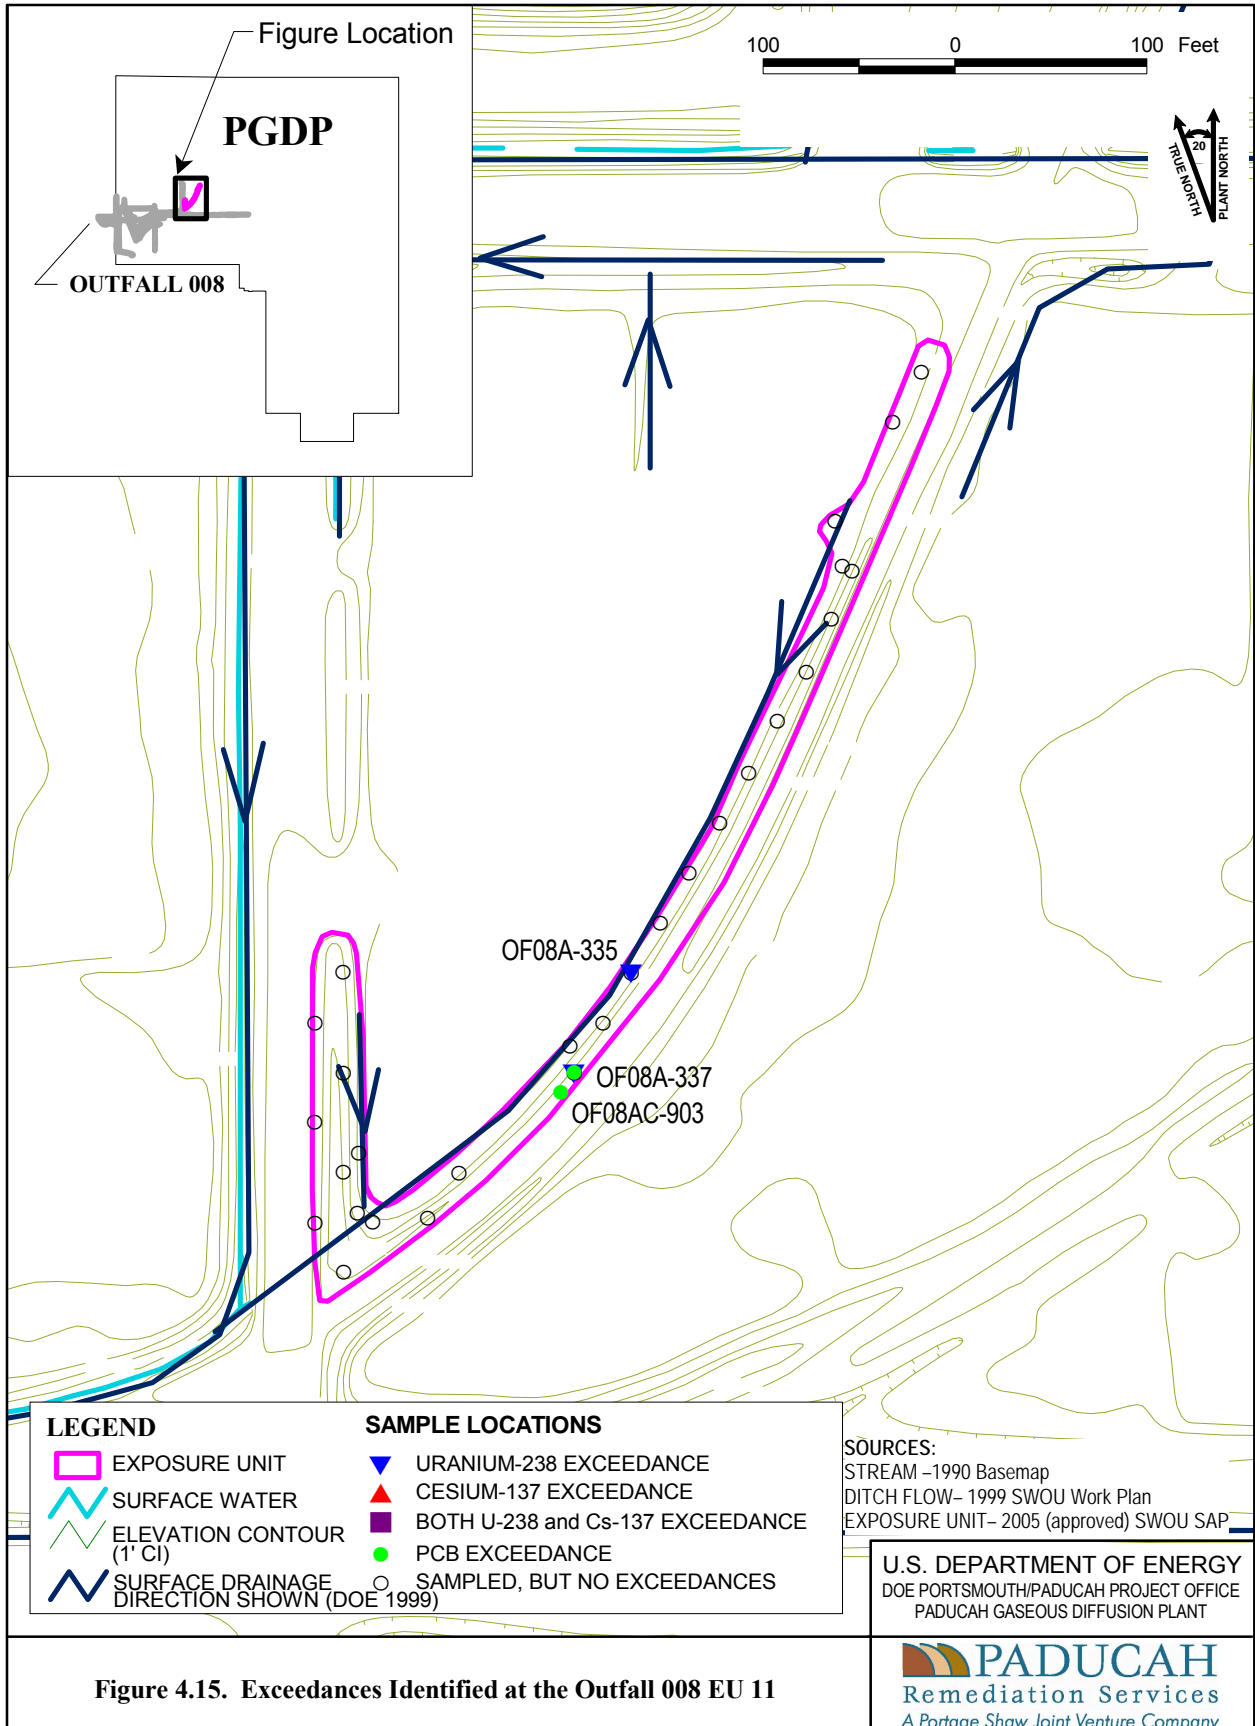 Figure Location
PGDP
OUTFALL 008
100 0 100 Feet
20
TRUE NORTH
PLANT NORTH
OF08A-335
OF08A-337
OF08AC-903
LEGEND
EXPOSURE UNIT
SURFACE WATER
ELEVATION CONTOUR
(1' CI)
SURFACE DRAINAGE
DIRECTION SHOWN (DOE 1999)
SAMPLE LOCATIONS
URANIUM-238 EXCEEDANCE
CESIUM-137 EXCEEDANCE
BOTH U-238 and Cs-137 EXCEEDANCE
PCB EXCEEDANCE
SAMPLED, BUT NO EXCEEDANCES
SOURCES:
STREAM –1990 Basemap
DITCH FLOW– 1999 SWOU Work Plan
EXPOSURE UNIT– 2005 (approved) SWOU SAP
U.S. DEPARTMENT OF ENERGY
DOE PORTSMOUTH/PADUCAH PROJECT OFFICE
PADUCAH GASEOUS DIFFUSION PLANT
Figure 4.15. Exceedances Identified at the Outfall 008 EU 11
PADUCAH
Remediation Services
A Portage Shaw Joint Venture Company